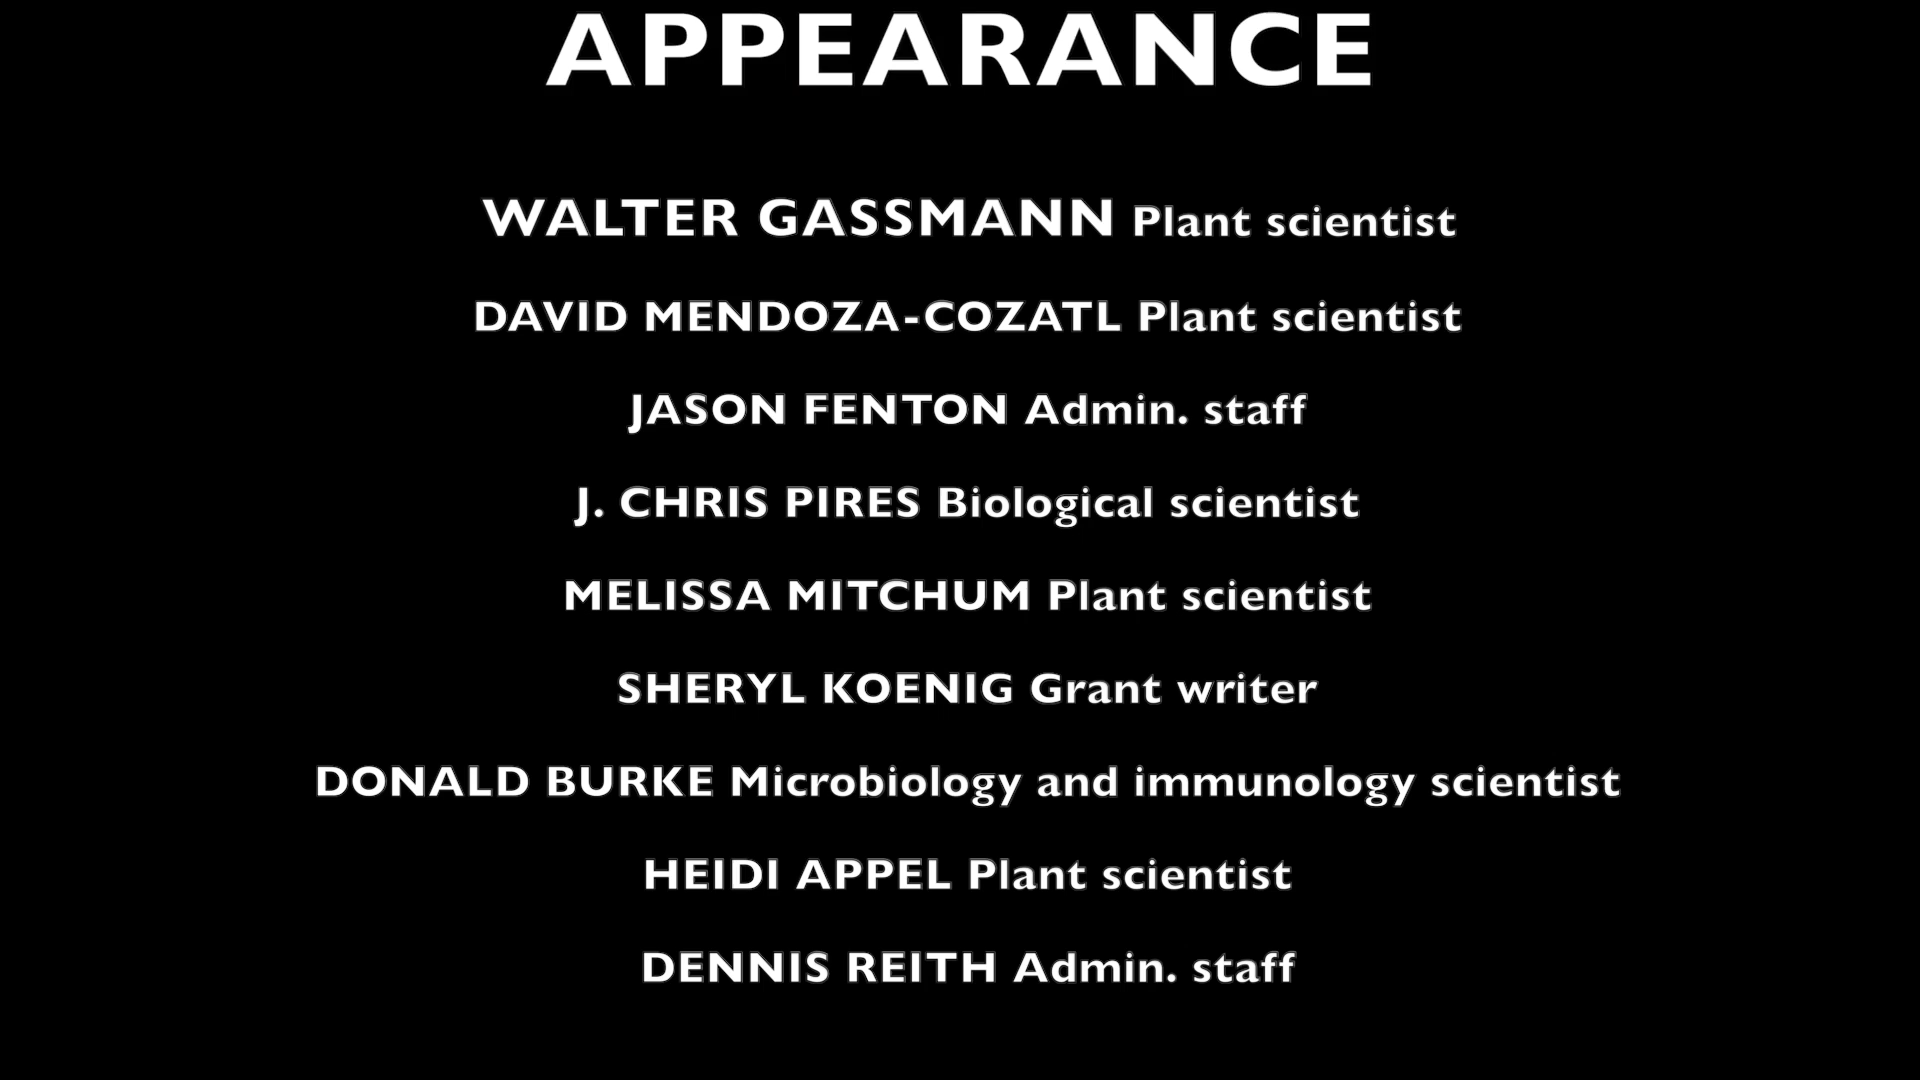 APPEARANCE
WALTER GASSMANN Plant scientist
DAVID MENDOZA-COZATL Plant scientist
JASON FENTON Admin. staff
J. CHRIS PIRES Biological scientist
MELISSA MITCHUM Plant scientist
SHERYL KOENIG Grant writer
DONALD BURKE Microbiology and immunology scientist
HEIDI APPEL Plant scientist
DENNIS REITH Admin. staff